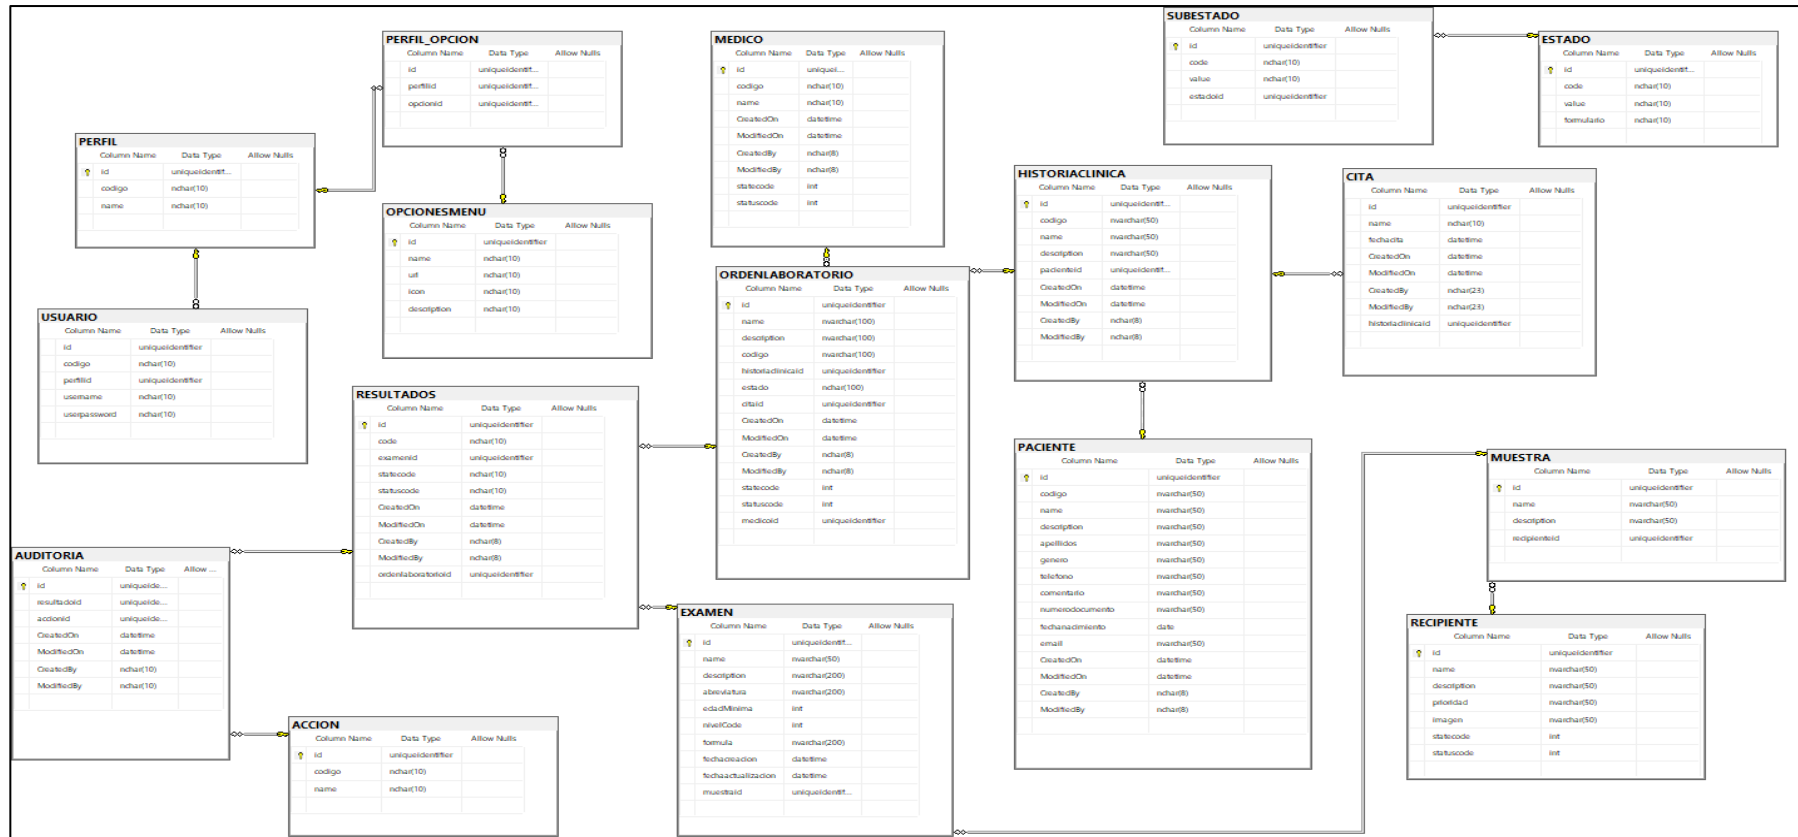 PERFIL_OPCION
Column Name Data Type Allow Nulls
id uniqueidentif...
perfilid uniqueidentif...
opcionid uniqueidentif...
MEDICO
Column Name Data Type Allow Nulls
id uniquei...
codigo nchar(10)
name nchar(10)
CreatedOn datetime
ModifiedOn datetime
CreatedBy nchar(8)
ModifiedBy nchar(8)
statecode int
statuscode int
SUBESTADO
Column Name Data Type Allow Nulls
id uniqueidentifier
code nchar(10)
value nchar(10)
estadoid uniqueidentifier
ESTADO
Column Name Data Type Allow Nulls
id uniqueidentif...
code nchar(10)
value nchar(10)
formulario nchar(10)
PERFIL
Column Name Data Type Allow Nulls
id uniqueidentif...
codigo nchar(10)
name nchar(10)
OPCIONESMENU
Column Name Data Type Allow Nulls
id uniqueidentifier
name nchar(10)
url nchar(10)
icon nchar(10)
description nchar(10)
HISTORIACLINICA
Column Name Data Type Allow Nulls
id uniqueidentif...
codigo nvarchar(50)
name nvarchar(50)
description nvarchar(50)
pacienteid uniqueidentif...
CreatedOn datetime
ModifiedOn datetime
CreatedBy nchar(8)
ModifiedBy nchar(8)
CITA
Column Name Data Type Allow Nulls
id uniqueidentifier
name nchar(10)
fechacita datetime
CreatedOn datetime
ModifiedOn datetime
CreatedBy nchar(23)
ModifiedBy nchar(23)
historiaclinicaid uniqueidentifier
USUARIO
Column Name Data Type Allow Nulls
id uniqueidentifier
codigo nchar(10)
perfilid uniqueidentifier
username nchar(10)
userpassword nchar(10)
ORDENLABORATORIO
Column Name Data Type Allow Nulls
id uniqueidentifier
name nvarchar(100)
description nvarchar(100)
codigo nvarchar(100)
historiaclinicaid uniqueidentifier
estado nchar(100)
citaid uniqueidentifier
CreatedOn datetime
ModifiedOn datetime
CreatedBy nchar(8)
ModifiedBy nchar(8)
statecode int
statuscode int
medicoid uniqueidentifier
RESULTADOS
Column Name Data Type Allow Nulls
id uniqueidentifier
code nchar(10)
examenid uniqueidentifier
statecode nchar(10)
statuscode nchar(10)
CreatedOn datetime
ModifiedOn datetime
CreatedBy nchar(8)
ModifiedBy nchar(8)
ordenlaboratorioid uniqueidentifier
PACIENTE
Column Name Data Type Allow Nulls
id uniqueidentifier
codigo nvarchar(50)
name nvarchar(50)
description nvarchar(50)
apellidos nvarchar(50)
genero nvarchar(50)
telefono nvarchar(50)
comentario nvarchar(50)
numerodocumento nvarchar(50)
fechanacimiento date
email nvarchar(50)
CreatedOn datetime
ModifiedOn datetime
CreatedBy nchar(8)
ModifiedBy nchar(8)
MUESTRA
Column Name Data Type Allow Nulls
id uniqueidentifier
name nvarchar(50)
description nvarchar(50)
recipienteid uniqueidentifier
AUDITORIA
Column Name Data Type Allow ...
id uniqueide...
resultadoid uniqueide...
accionid uniqueide...
CreatedOn datetime
ModifiedOn datetime
CreatedBy nchar(10)
ModifiedBy nchar(10)
EXAMEN
Column Name Data Type Allow Nulls
id uniqueidentif...
name nvarchar(50)
description nvarchar(200)
abreviatura nvarchar(200)
edadMinima int
nivelCode int
formula nvarchar(200)
fechacreacion datetime
fechaactualizacion datetime
muestraid uniqueidentif...
RECIPIENTE
Column Name Data Type Allow Nulls
id uniqueidentifier
name nvarchar(50)
description nvarchar(50)
prioridad nvarchar(50)
imagen nvarchar(50)
statecode int
statuscode int
ACCION
Column Name Data Type Allow Nulls
id uniqueidentifier
codigo nchar(10)
name nchar(10)